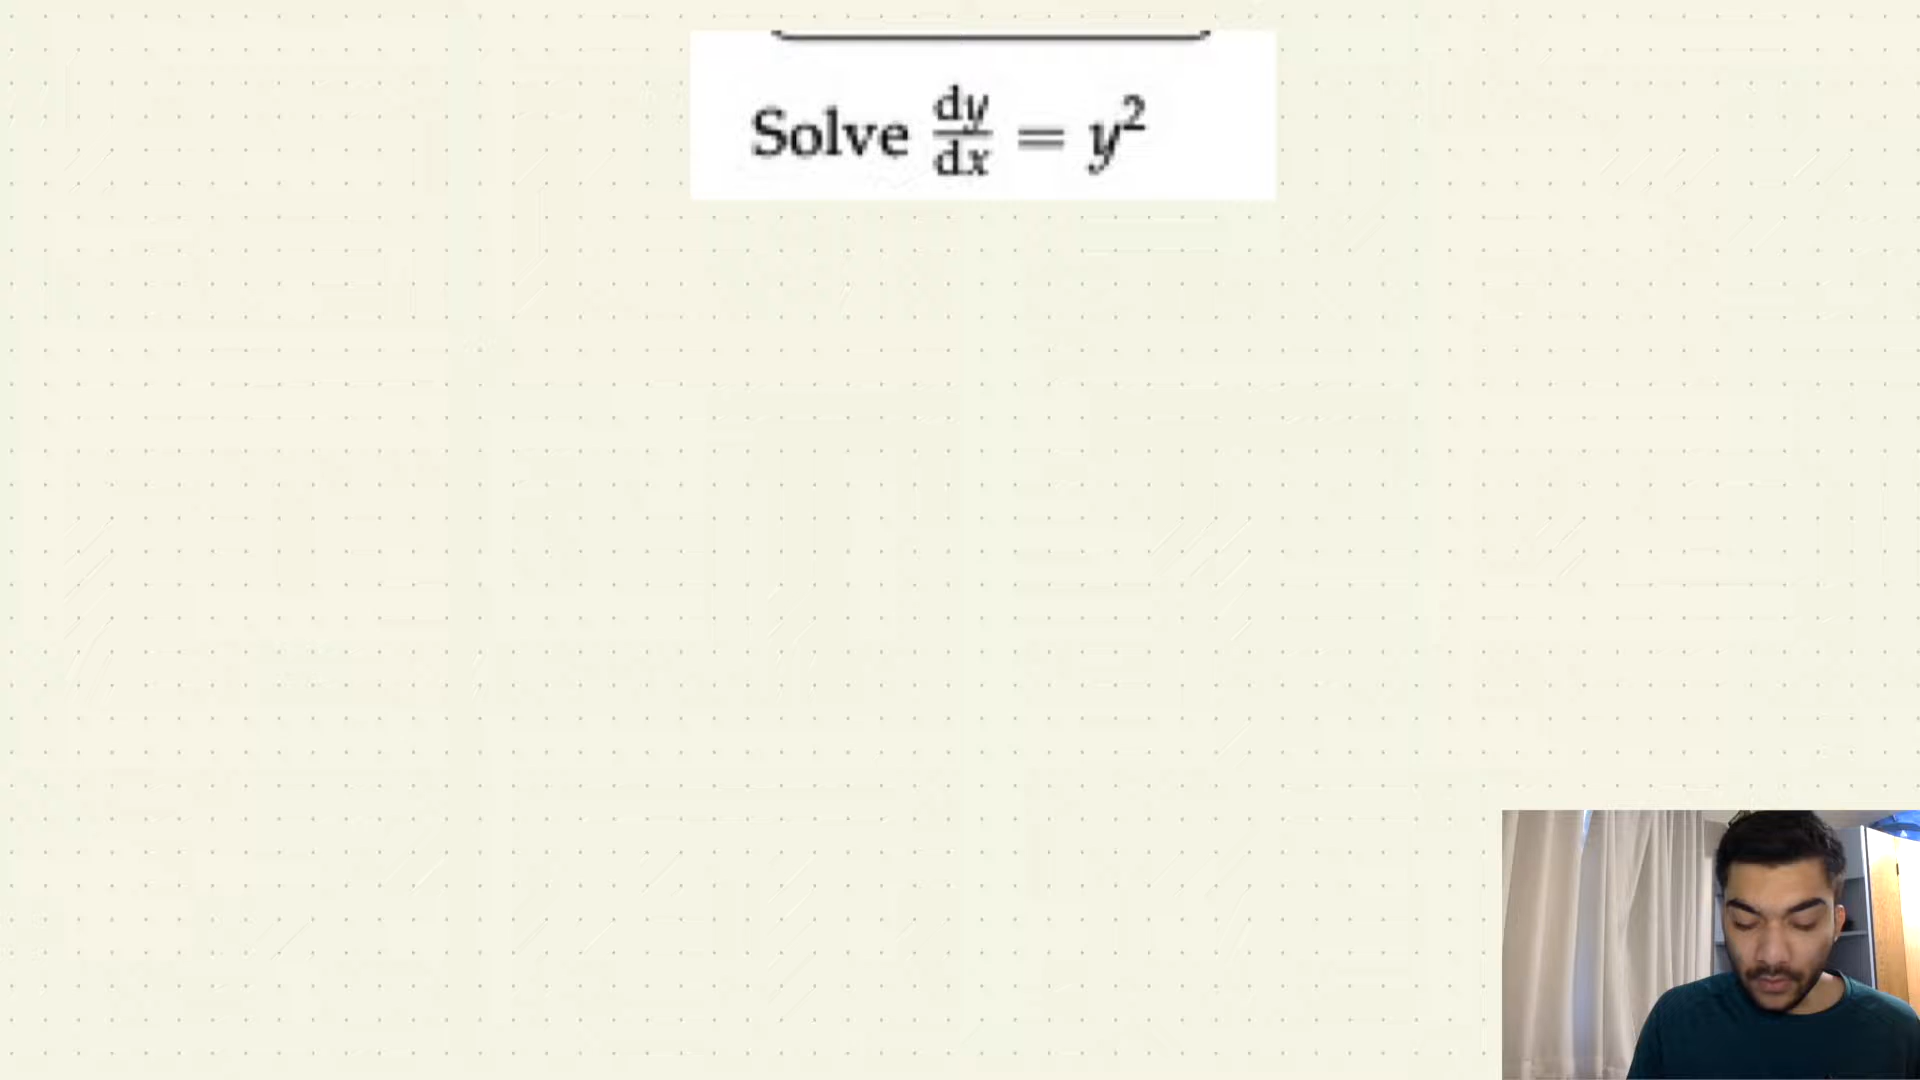 Solve dy/dx = y²